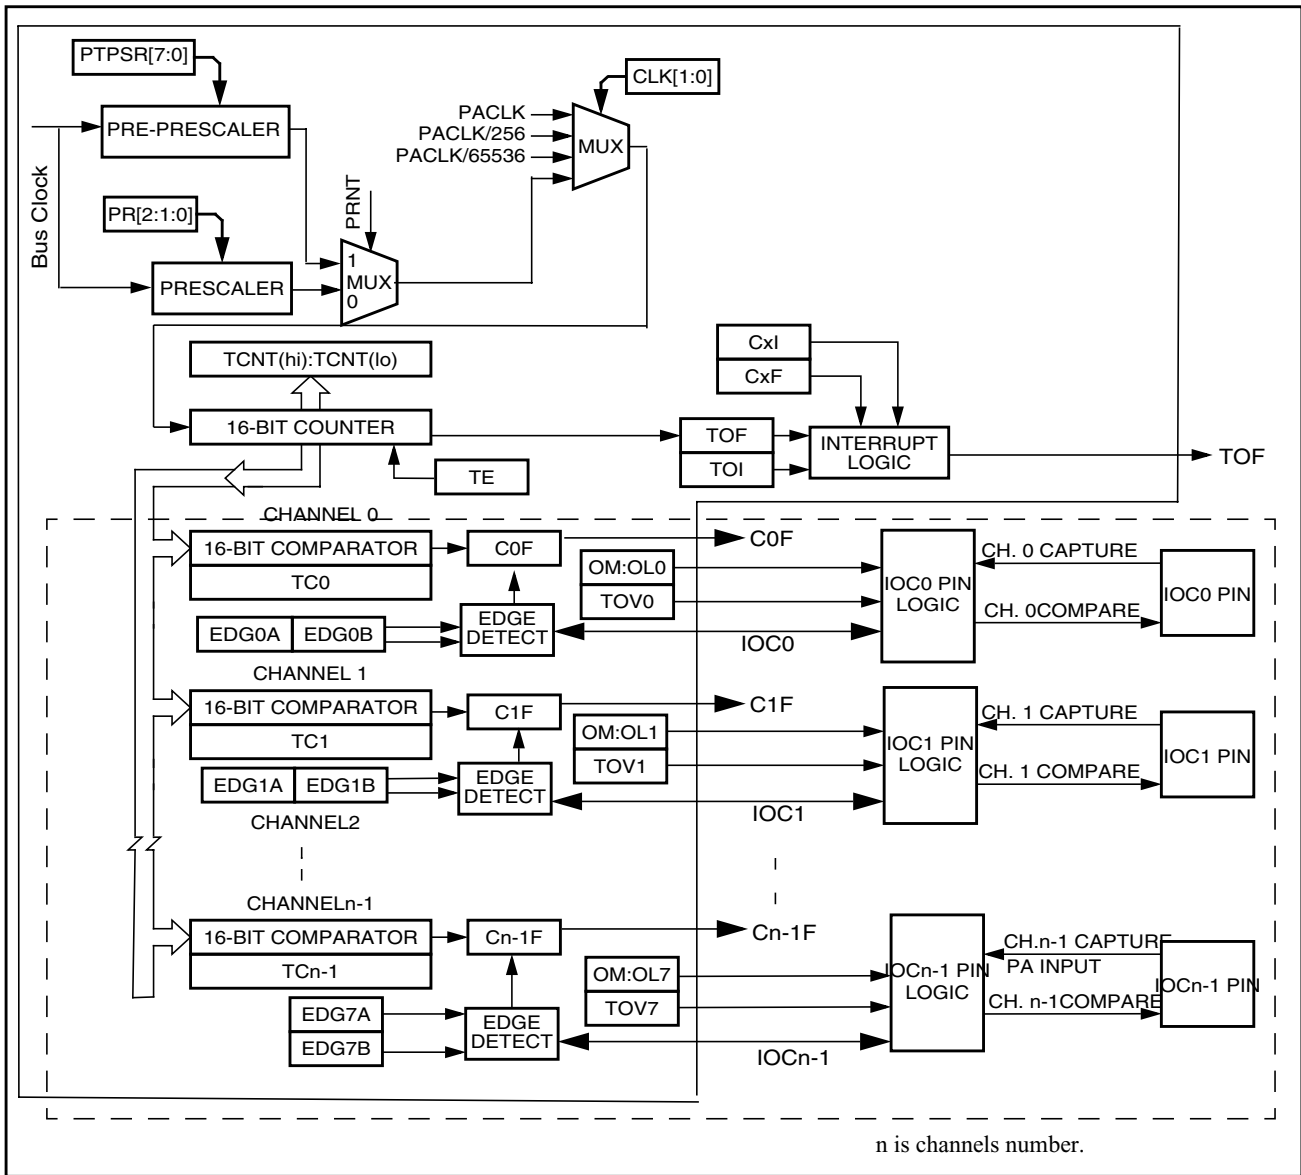 PTPSR[7:0]
CLK[1:0]
PRE-PRESCALER
PACLK
PACLK/256
PACLK/65536
MUX
Bus Clock
PR[2:1:0]
PRNT
PRESCALER
1
MUX
0
TCNT(hi):TCNT(lo)
CxI
CxF
16-BIT COUNTER
TOF
TOI
INTERRUPT
LOGIC
TOF
TE
CHANNEL 0
16-BIT COMPARATOR
TC0
C0F
C0F
OM:OL0
TOV0
IOC0 PIN
LOGIC
CH. 0 CAPTURE
CH. 0COMPARE
IOC0 PIN
EDG0A
EDG0B
EDGE
DETECT
IOC0
CHANNEL 1
16-BIT COMPARATOR
TC1
C1F
C1F
OM:OL1
TOV1
IOC1 PIN
LOGIC
CH. 1 CAPTURE
CH. 1 COMPARE
IOC1 PIN
EDG1A
EDG1B
EDGE
DETECT
IOC1
CHANNEL2
CHANNELn-1
16-BIT COMPARATOR
TCn-1
Cn-1F
Cn-1F
OM:OL7
TOV7
IOCn-1 PIN
LOGIC
CH.n-1 CAPTURE
PA INPUT
CH. n-1COMPARE
IOCn-1 PIN
EDG7A
EDG7B
EDGE
DETECT
IOCn-1
n is channels number.